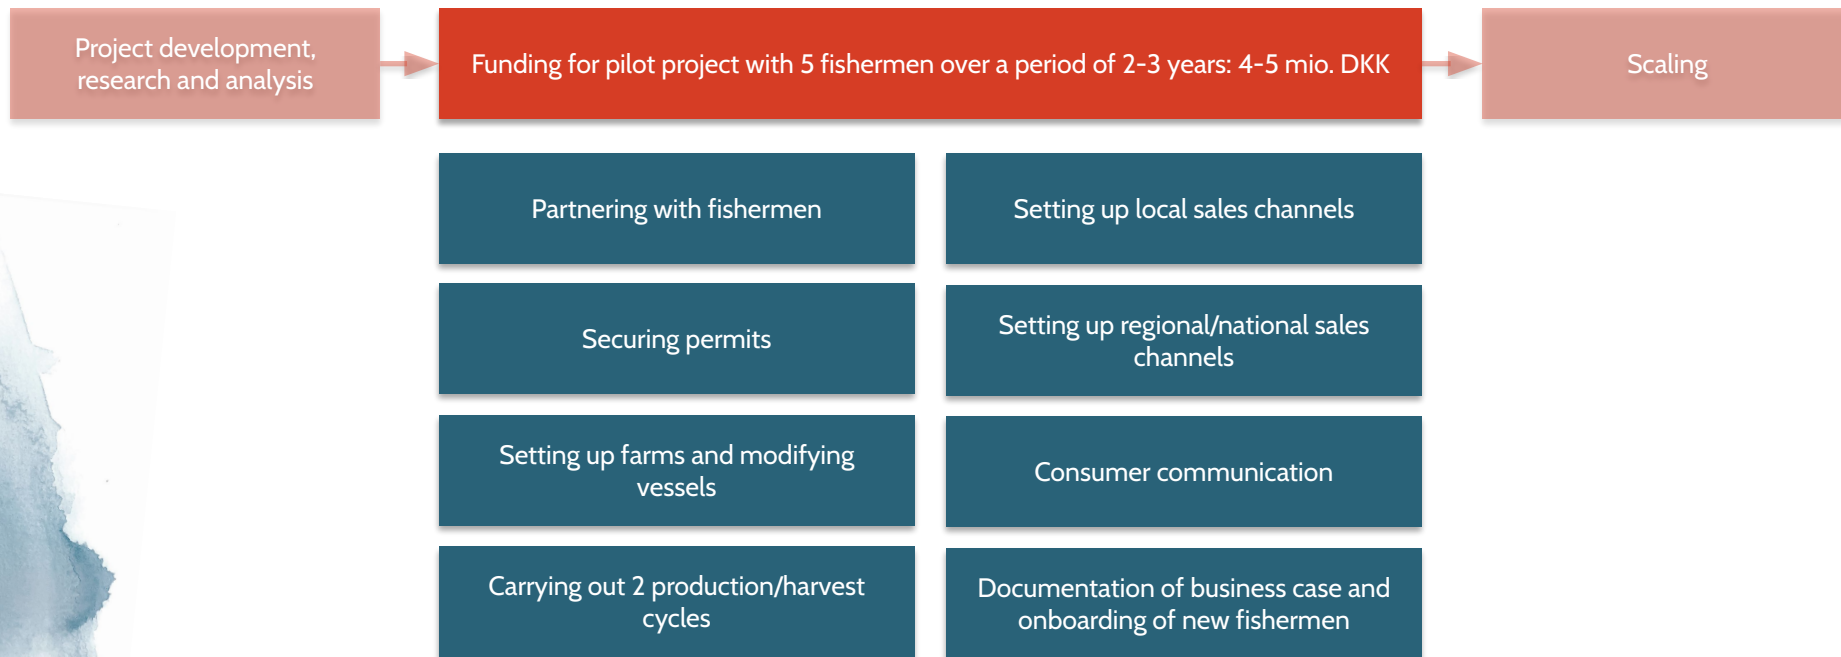 Project development,
research and analysis
Funding for pilot project with 5 fishermen over a period of 2-3 years: 4-5 mio. DKK
Scaling
Partnering with fishermen
Setting up local sales channels
Securing permits
Setting up regional/national sales
channels
Setting up farms and modifying
vessels
Consumer communication
Carrying out 2 production/harvest
cycles
Documentation of business case and
onboarding of new fishermen